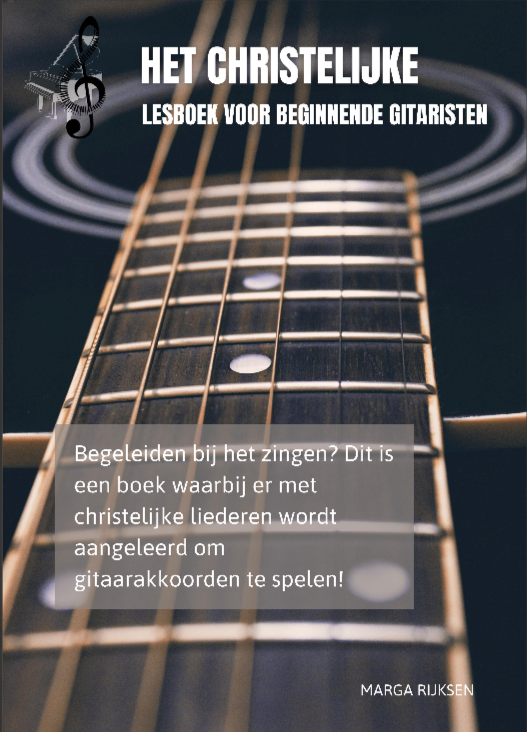 HET CHRISTELIJKE
LESBOEK VOOR BEGINNENDE GITARISTEN
Begeleiden bij het zingen? Dit is
een boek waarbij er met
christelijke liederen wordt
aangeleerd om
gitaarakkoorden te spelen!
MARGA RIJKSEN